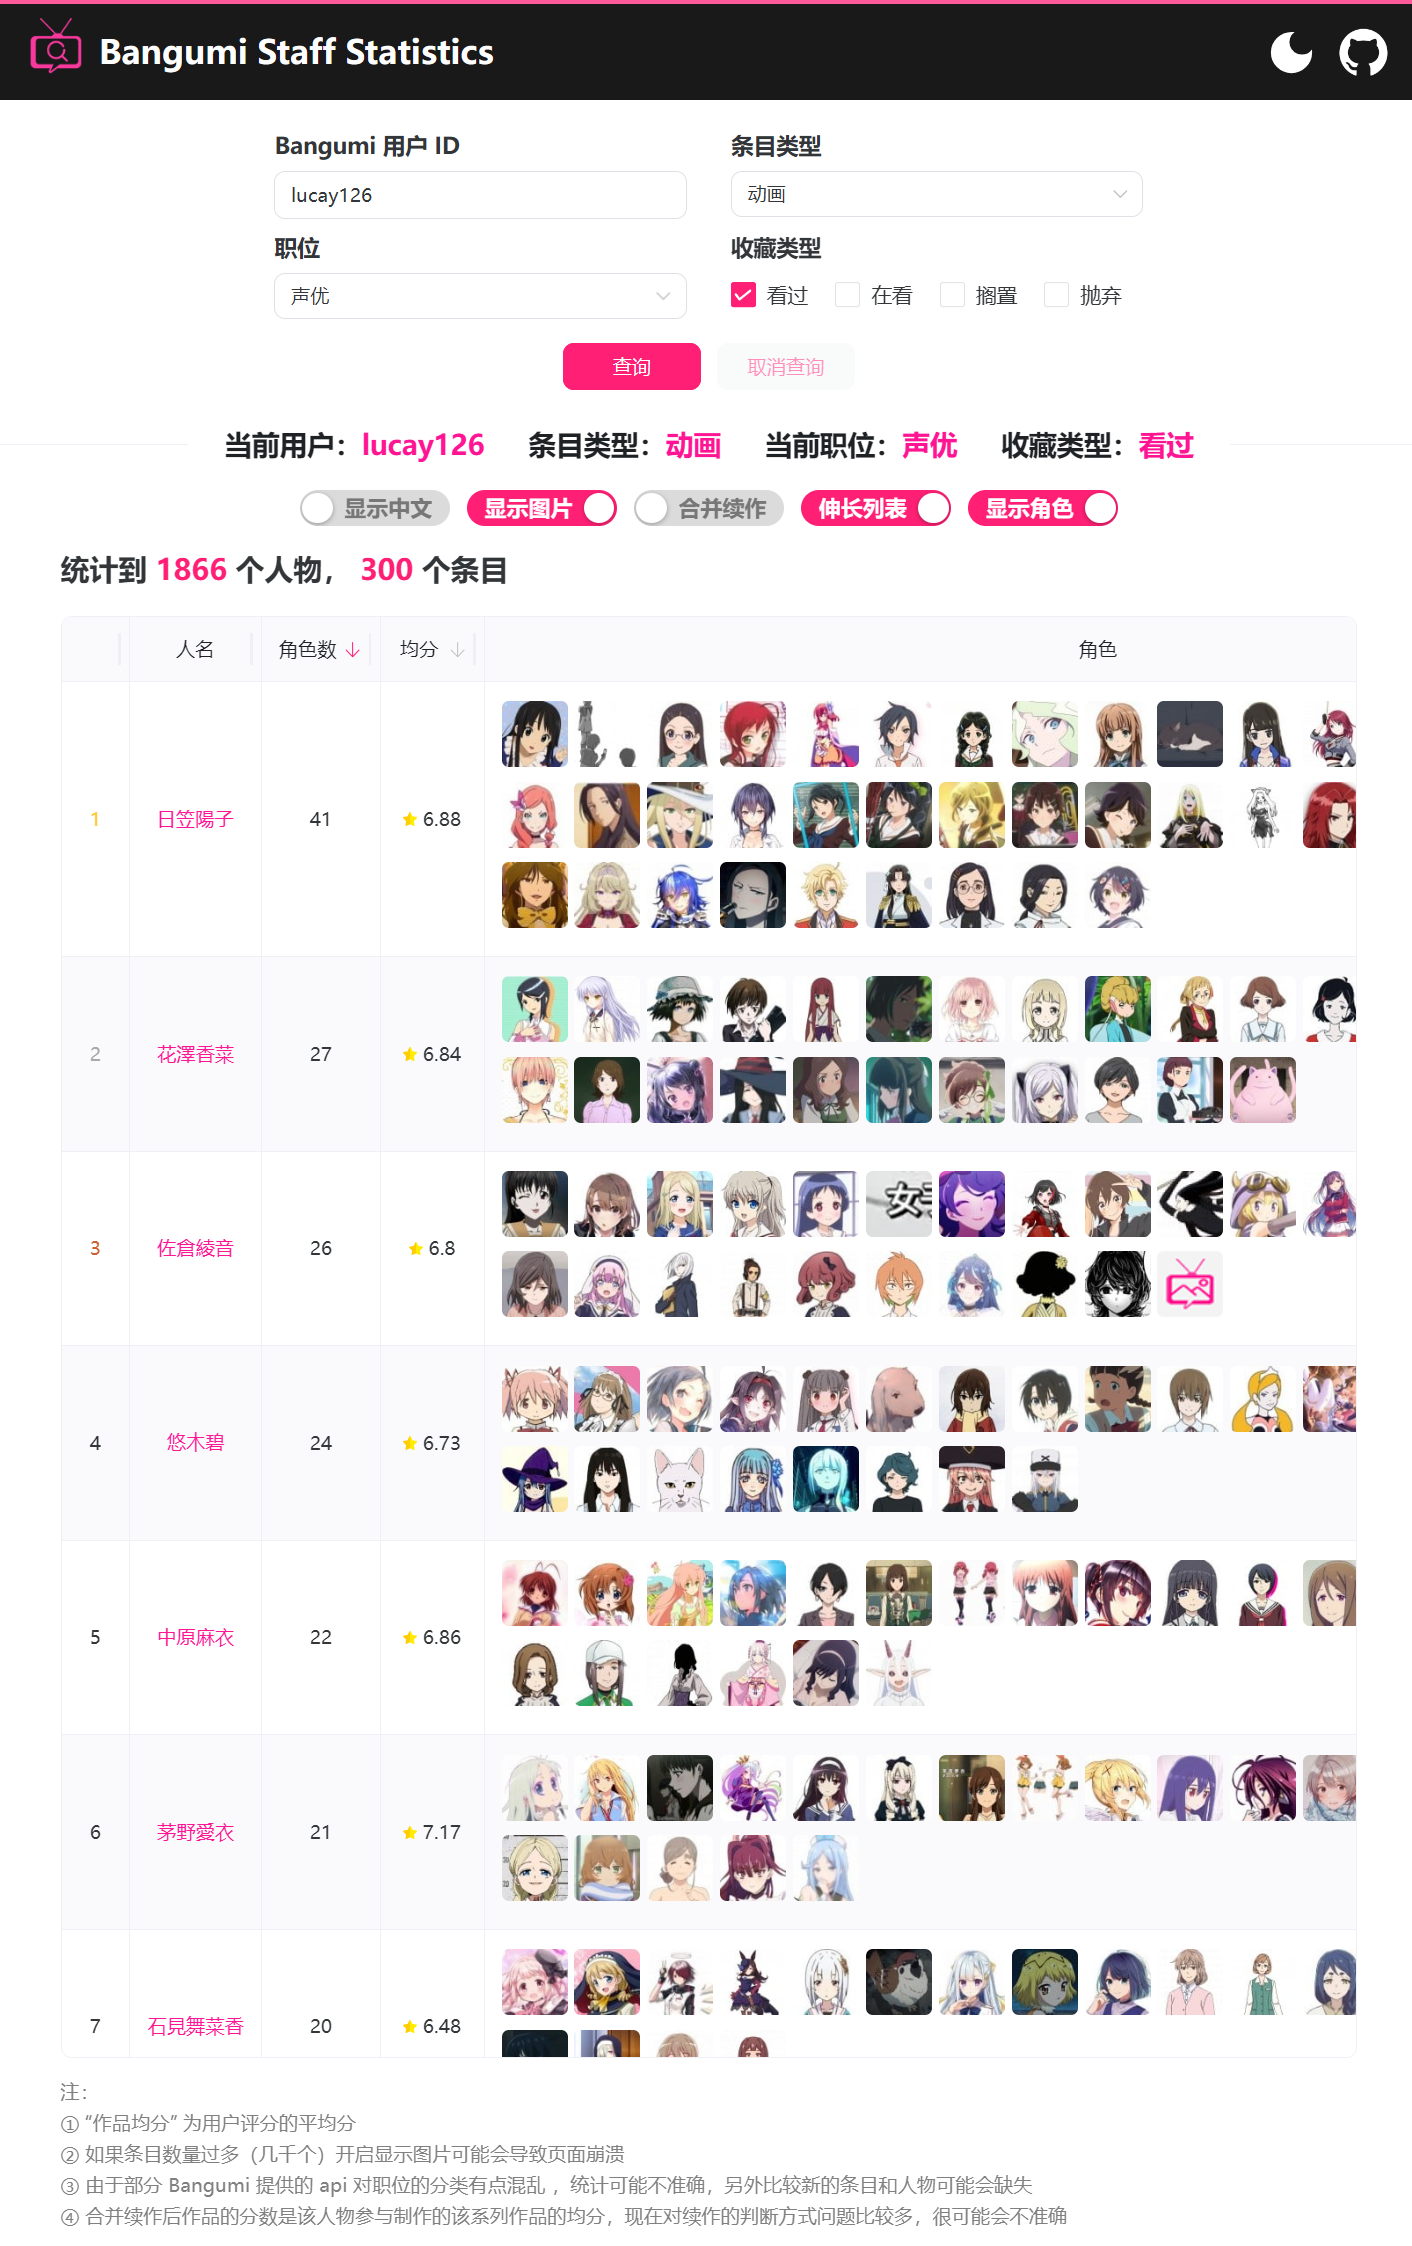 Bangumi Staff Statistics
Bangumi 用户 ID
条目类型
lucay126
动画
职位
收藏类型
声优
看过
在看
搁置
抛弃
查询
取消查询
当前用户：lucay126 条目类型：动画 当前职位：声优 收藏类型：看过
显示中文 显示图片 合并续作 伸长列表 显示角色
统计到 1866 个人物， 300 个条目
人名 角色数 均分 角色
1 日笠陽子 41 6.88
2 花澤香菜 27 6.84
3 佐倉綾音 26 6.8
女
4 悠木碧 24 6.73
5 中原麻衣 22 6.86
6 茅野愛衣 21 7.17
7 石見舞菜香 20 6.48
注：
① “作品均分” 为用户评分的平均分
② 如果条目数量过多（几千个）开启显示图片可能会导致页面崩溃
③ 由于部分 Bangumi 提供的 api 对职位的分类有点混乱 ，统计可能不准确，另外比较新的条目和人物可能会缺失
④ 合并续作后作品的分数是该人物参与制作的该系列作品的均分，现在对续作的判断方式问题比较多，很可能会不准确